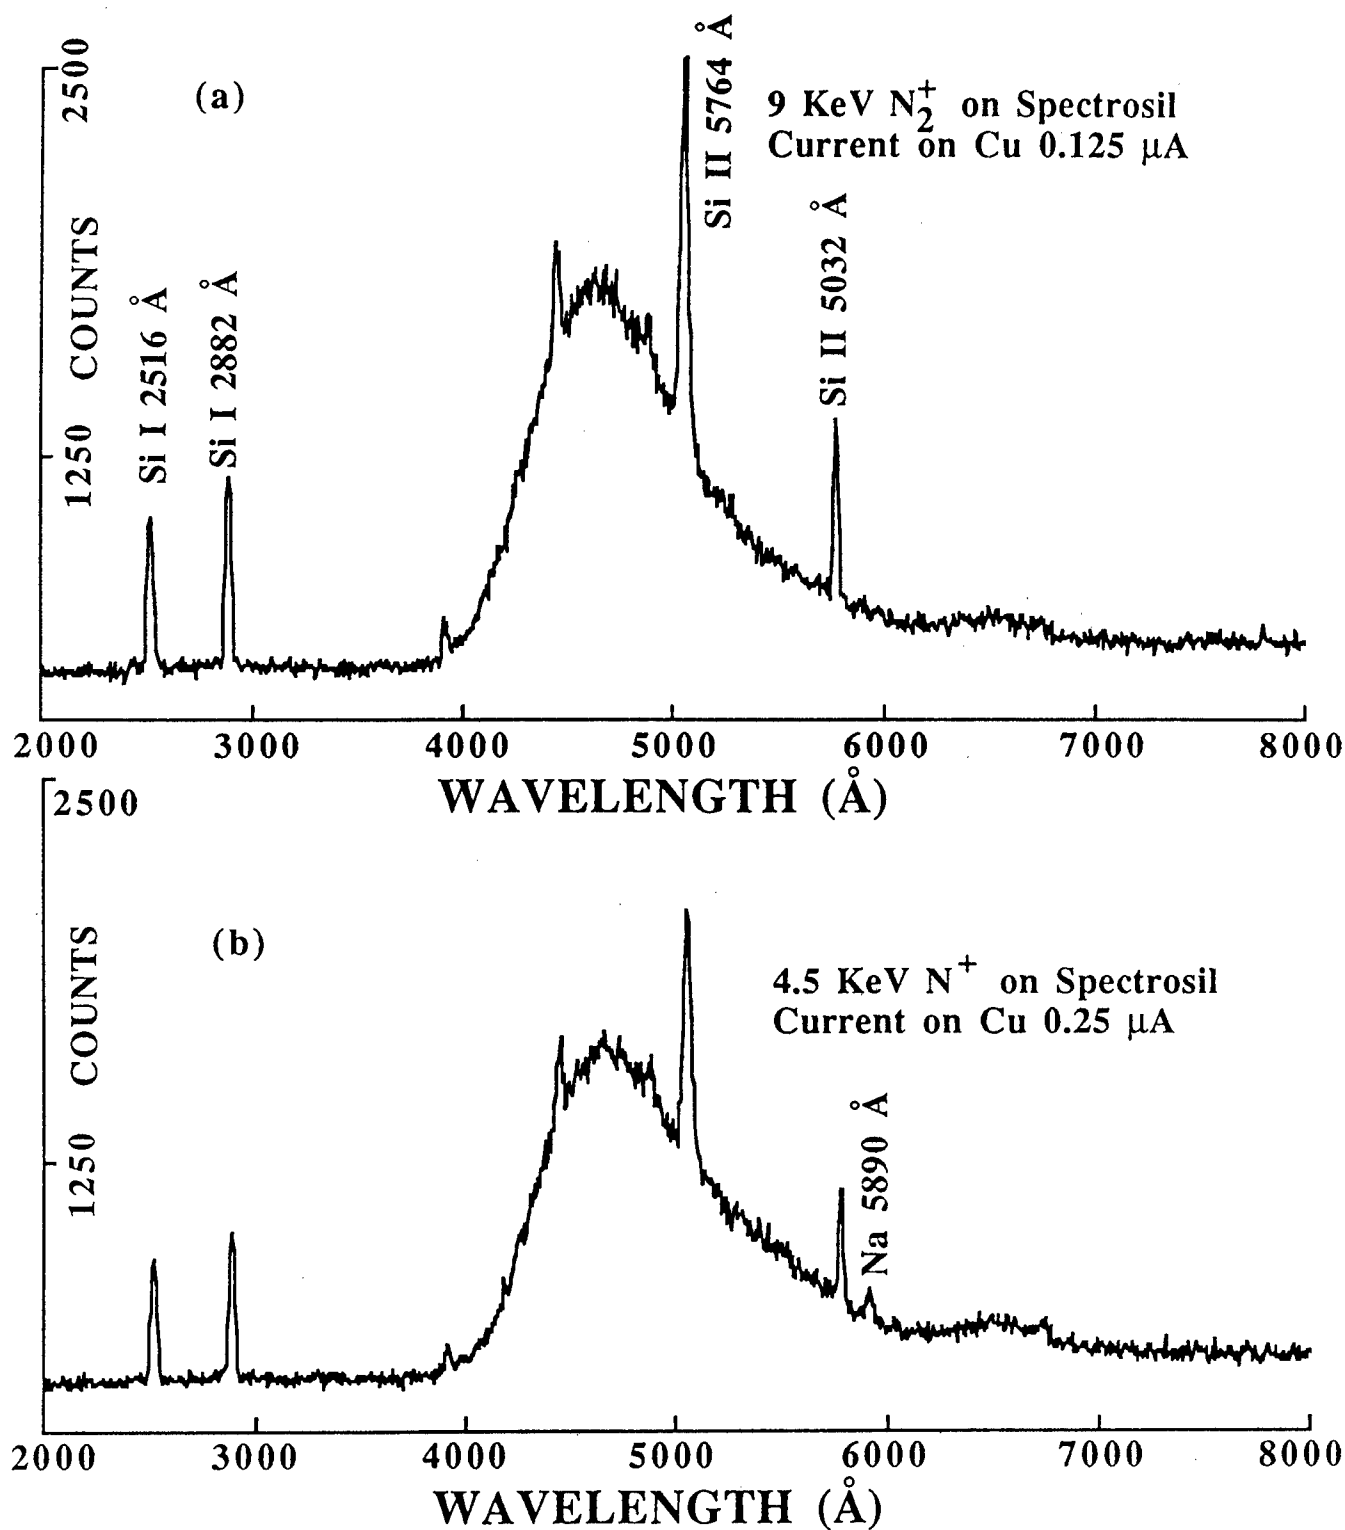 2500
(a)
9 KeV N₂⁺ on Spectrosil
Current on Cu 0.125 µA
Si II 5764 Å
Si II 5032 Å
COUNTS
Si I 2516 Å
Si I 2882 Å
1250
2000 3000 4000 5000 6000 7000 8000
WAVELENGTH (Å)
2500
(b)
4.5 KeV N⁺ on Spectrosil
Current on Cu 0.25 µA
COUNTS
1250
Na 5890 Å
2000 3000 4000 5000 6000 7000 8000
WAVELENGTH (Å)